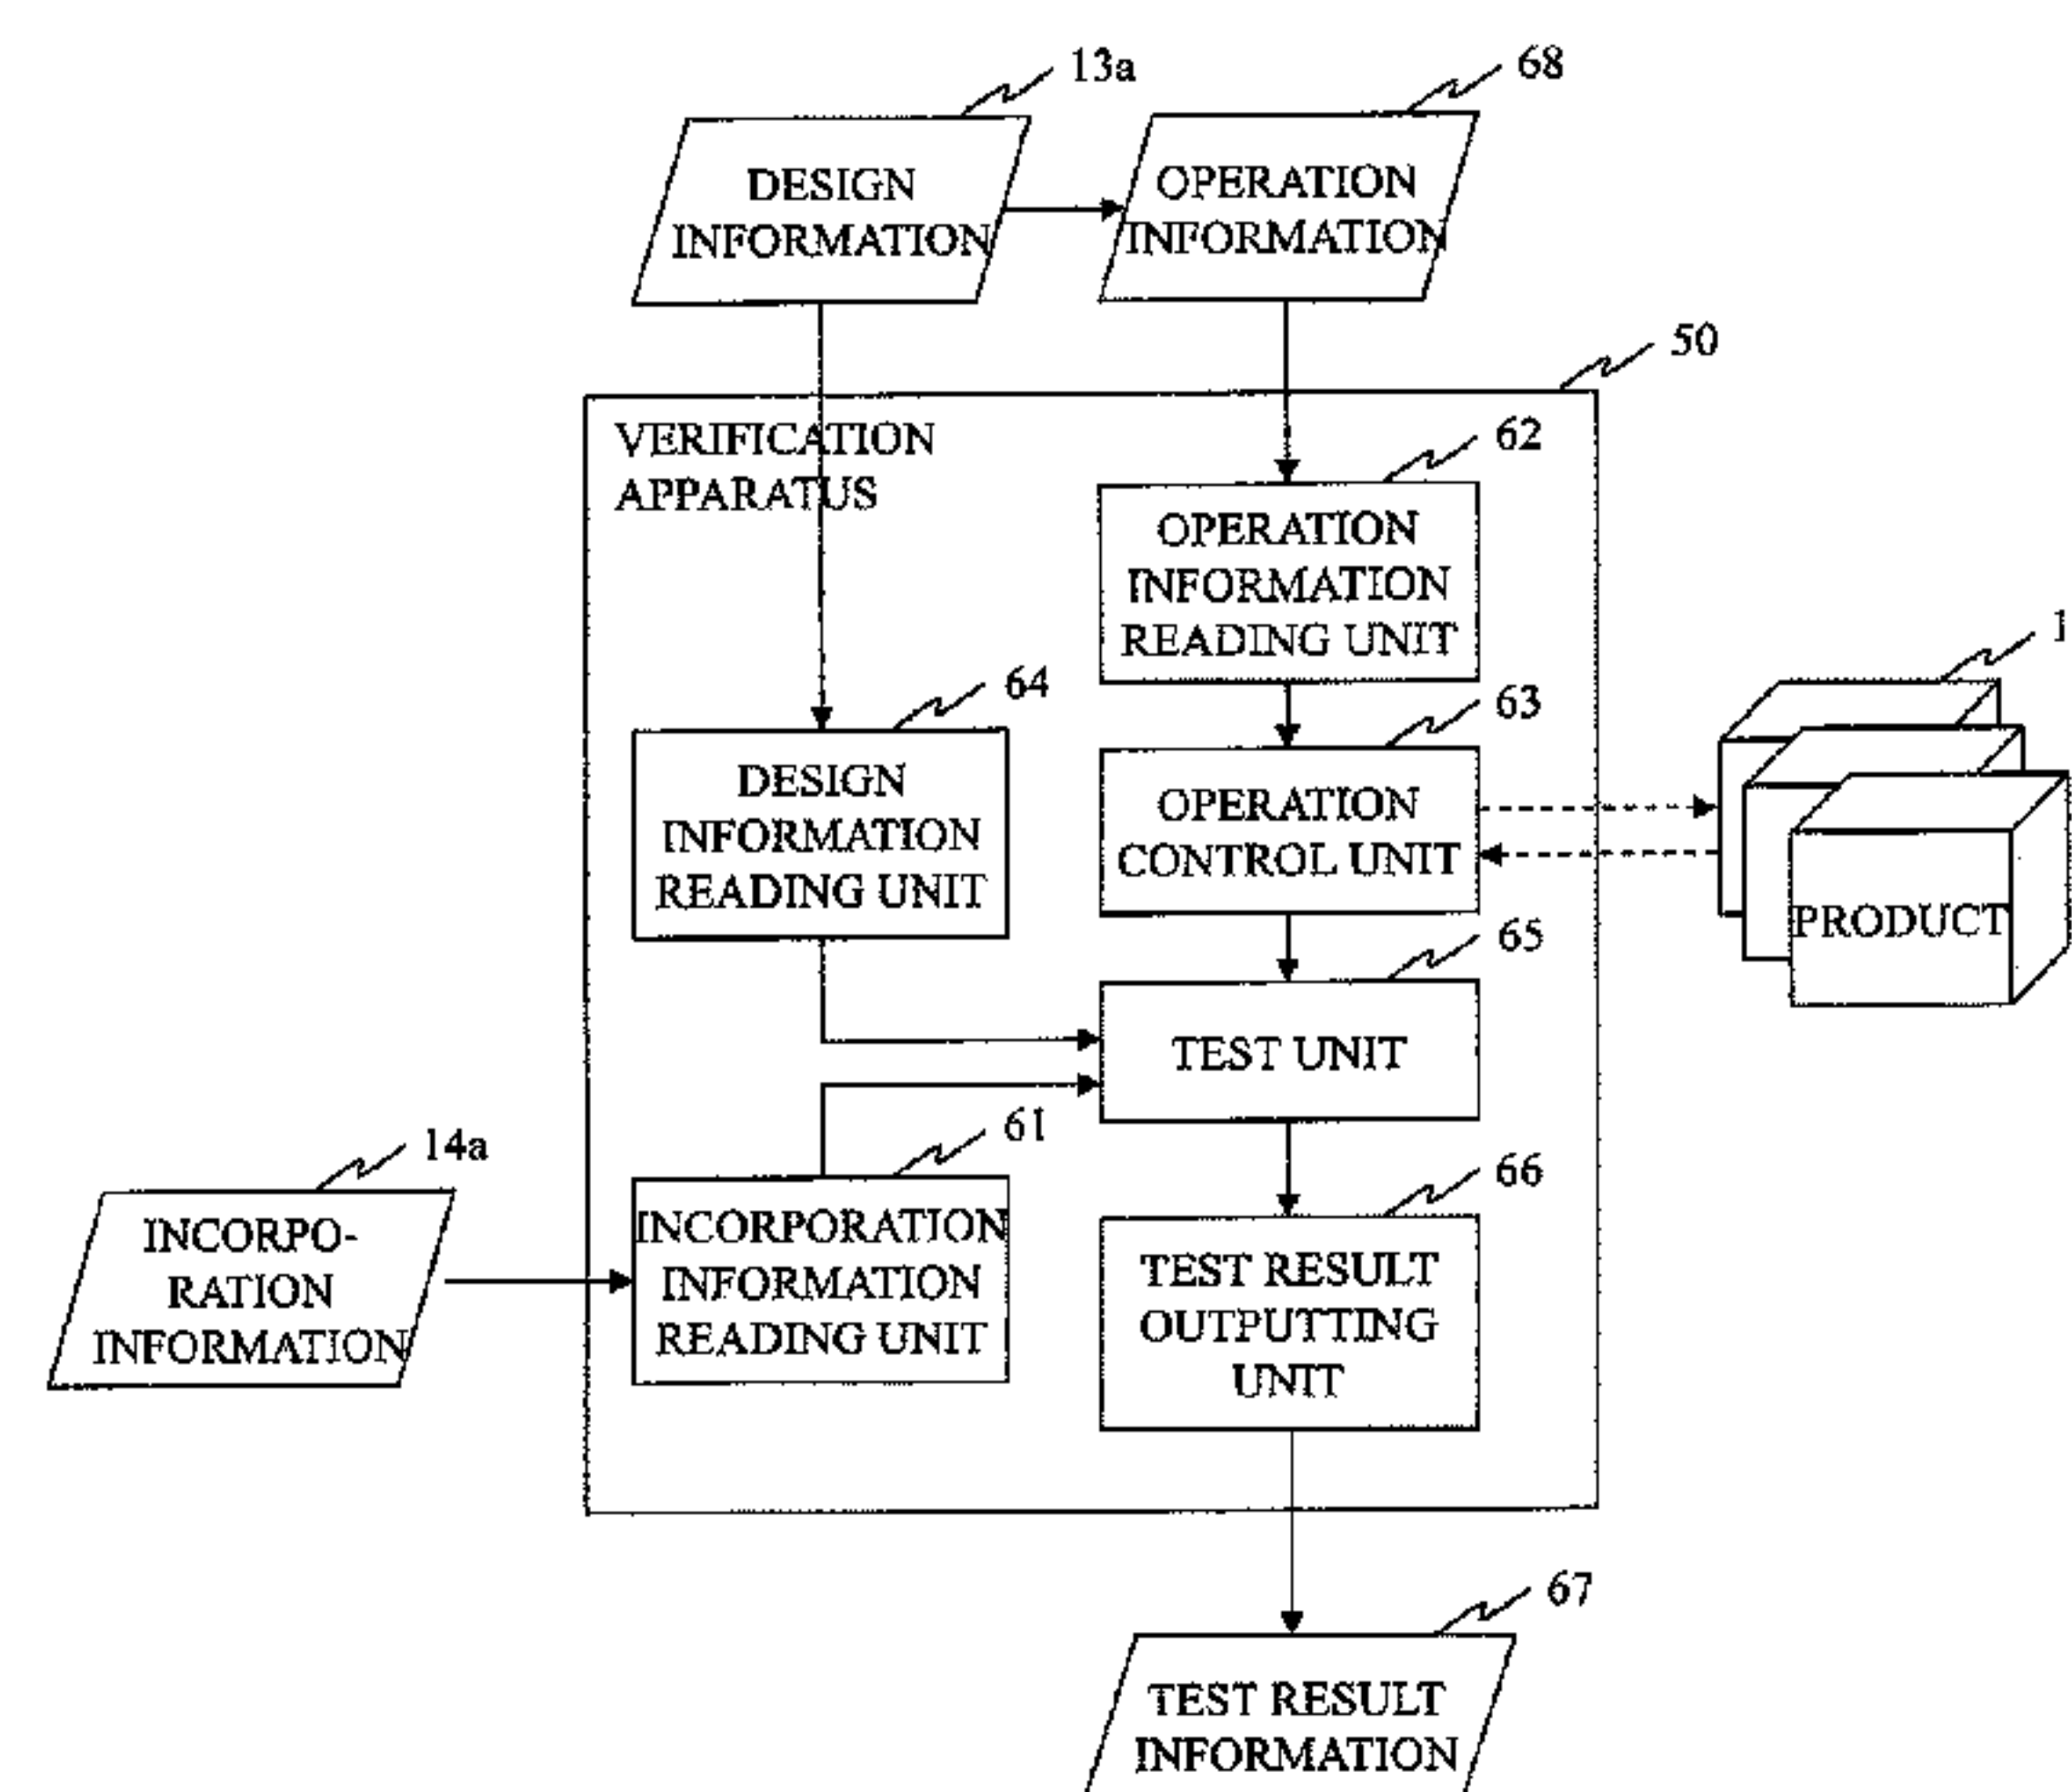 13a
68
DESIGN
INFORMATION
OPERATION
INFORMATION
50
VERIFICATION
APPARATUS
62
OPERATION
INFORMATION
READING UNIT
1
64
63
DESIGN
INFORMATION
READING UNIT
OPERATION
CONTROL UNIT
PRODUCT
65
TEST UNIT
14a
61
66
INCORPO-
RATION
INFORMATION
INCORPORATION
INFORMATION
READING UNIT
TEST RESULT
OUTPUTTING
UNIT
67
TEST RESULT
INFORMATION